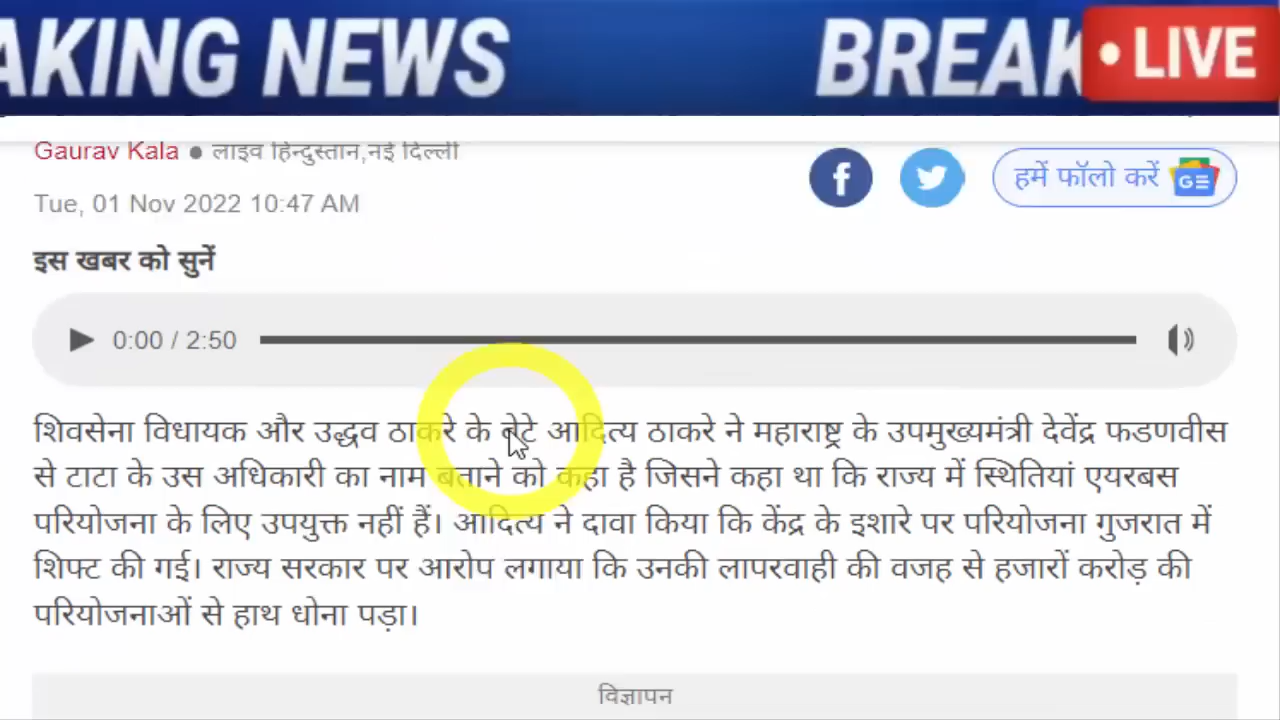 AKING NEWS BREAK • LIVE
Gaurav Kala ● लाइव हिन्दुस्तान,नई दिल्ली
Tue, 01 Nov 2022 10:47 AM
हमें फॉलो करें GE
इस खबर को सुनें
0:00 / 2:50
शिवसेना विधायक और उद्धव ठाकरे के बेटे आदित्य ठाकरे ने महाराष्ट्र के उपमुख्यमंत्री देवेंद्र फडणवीस
से टाटा के उस अधिकारी का नाम बताने को कहा है जिसने कहा था कि राज्य में स्थितियां एयरबस
परियोजना के लिए उपयुक्त नहीं हैं। आदित्य ने दावा किया कि केंद्र के इशारे पर परियोजना गुजरात में
शिफ्ट की गई। राज्य सरकार पर आरोप लगाया कि उनकी लापरवाही की वजह से हजारों करोड़ की
परियोजनाओं से हाथ धोना पड़ा।
विज्ञापन